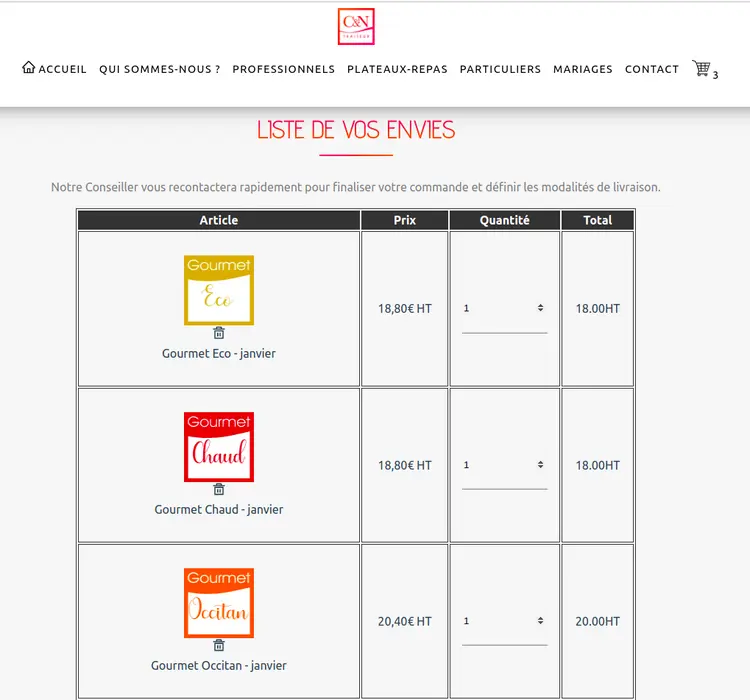 C&N
TRAITEUR
ACCUEIL QUI SOMMES-NOUS ? PROFESSIONNELS PLATEAUX-REPAS PARTICULIERS MARIAGES CONTACT 3
LISTE DE VOS ENVIES
Notre Conseiller vous recontactera rapidement pour finaliser votre commande et définir les modalités de livraison.
Article Prix Quantité Total
Gourmet
Eco
18,80€ HT 1 18.00HT
Gourmet Eco - janvier
Gourmet
Chaud
18,80€ HT 1 18.00HT
Gourmet Chaud - janvier
Gourmet
Occitan
20,40€ HT 1 20.00HT
Gourmet Occitan - janvier